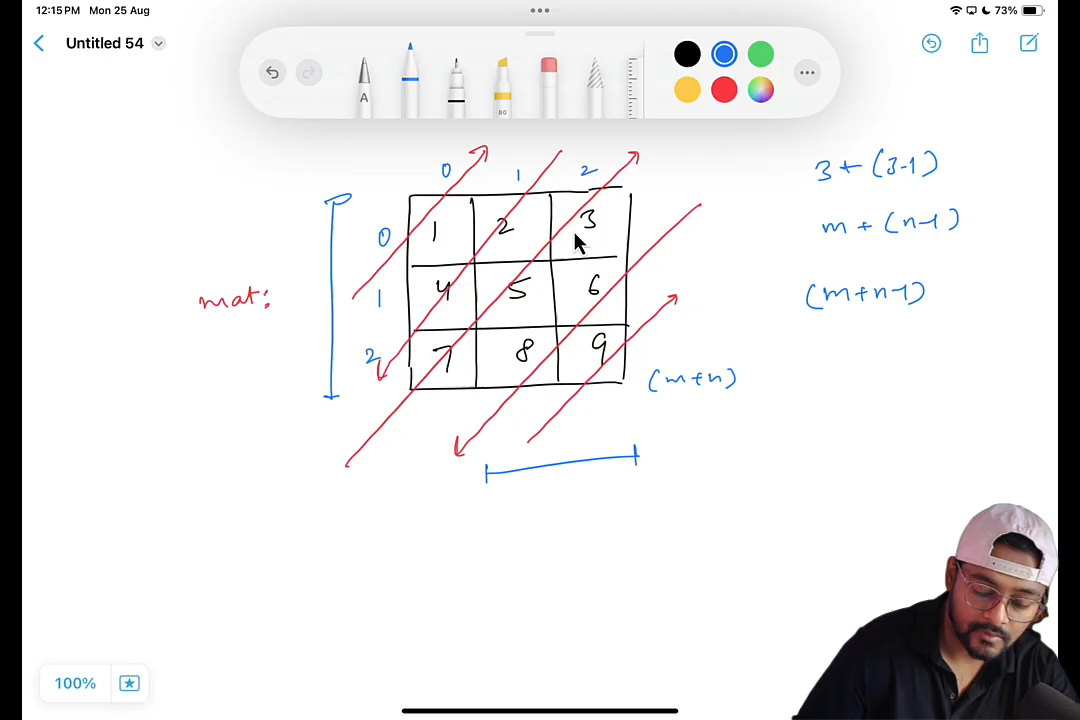 12:15 PM Mon 25 Aug
73%
Untitled 54
A
80
0 1 2
3 + (3-1)
0 1 2 3
m + (n-1)
mat: 1 4 5 6
(m+n-1)
2 7 8 9
(m+n)
100%